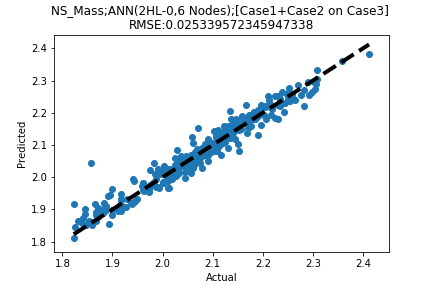 NS_Mass;ANN(2HL-0,6 Nodes);[Case1+Case2 on Case3]
RMSE:0.025339572345947338
2.4
2.3
2.2
2.1
2.0
1.9
1.8
Predicted
1.8 1.9 2.0 2.1 2.2 2.3 2.4
Actual